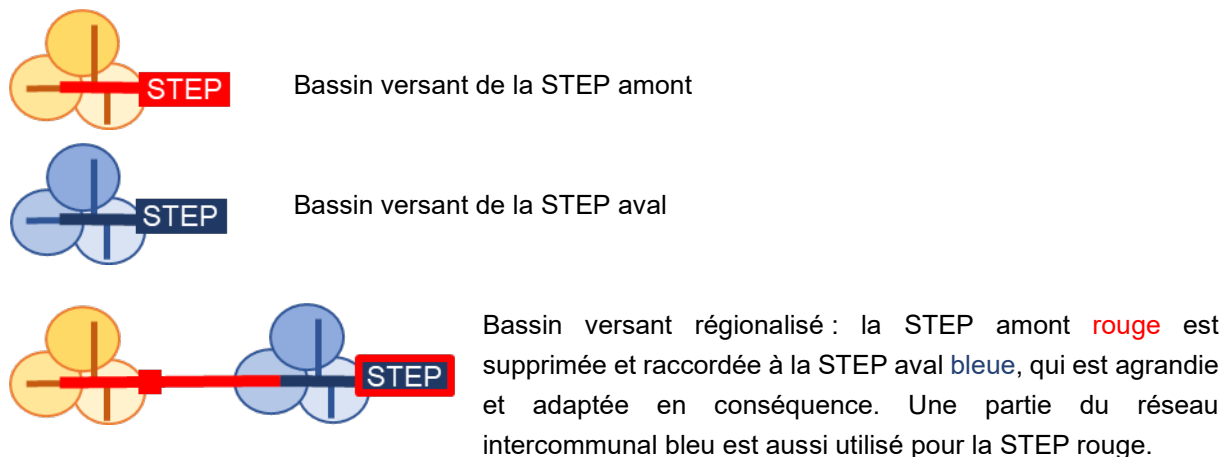 STEP
Bassin versant de la STEP amont
STEP
Bassin versant de la STEP aval
Bassin versant régionalisé : la STEP amont rouge est
supprimée et raccordée à la STEP aval bleue, qui est agrandie
STEP
et adaptée en conséquence. Une partie du réseau
intercommunal bleu est aussi utilisé pour la STEP rouge.